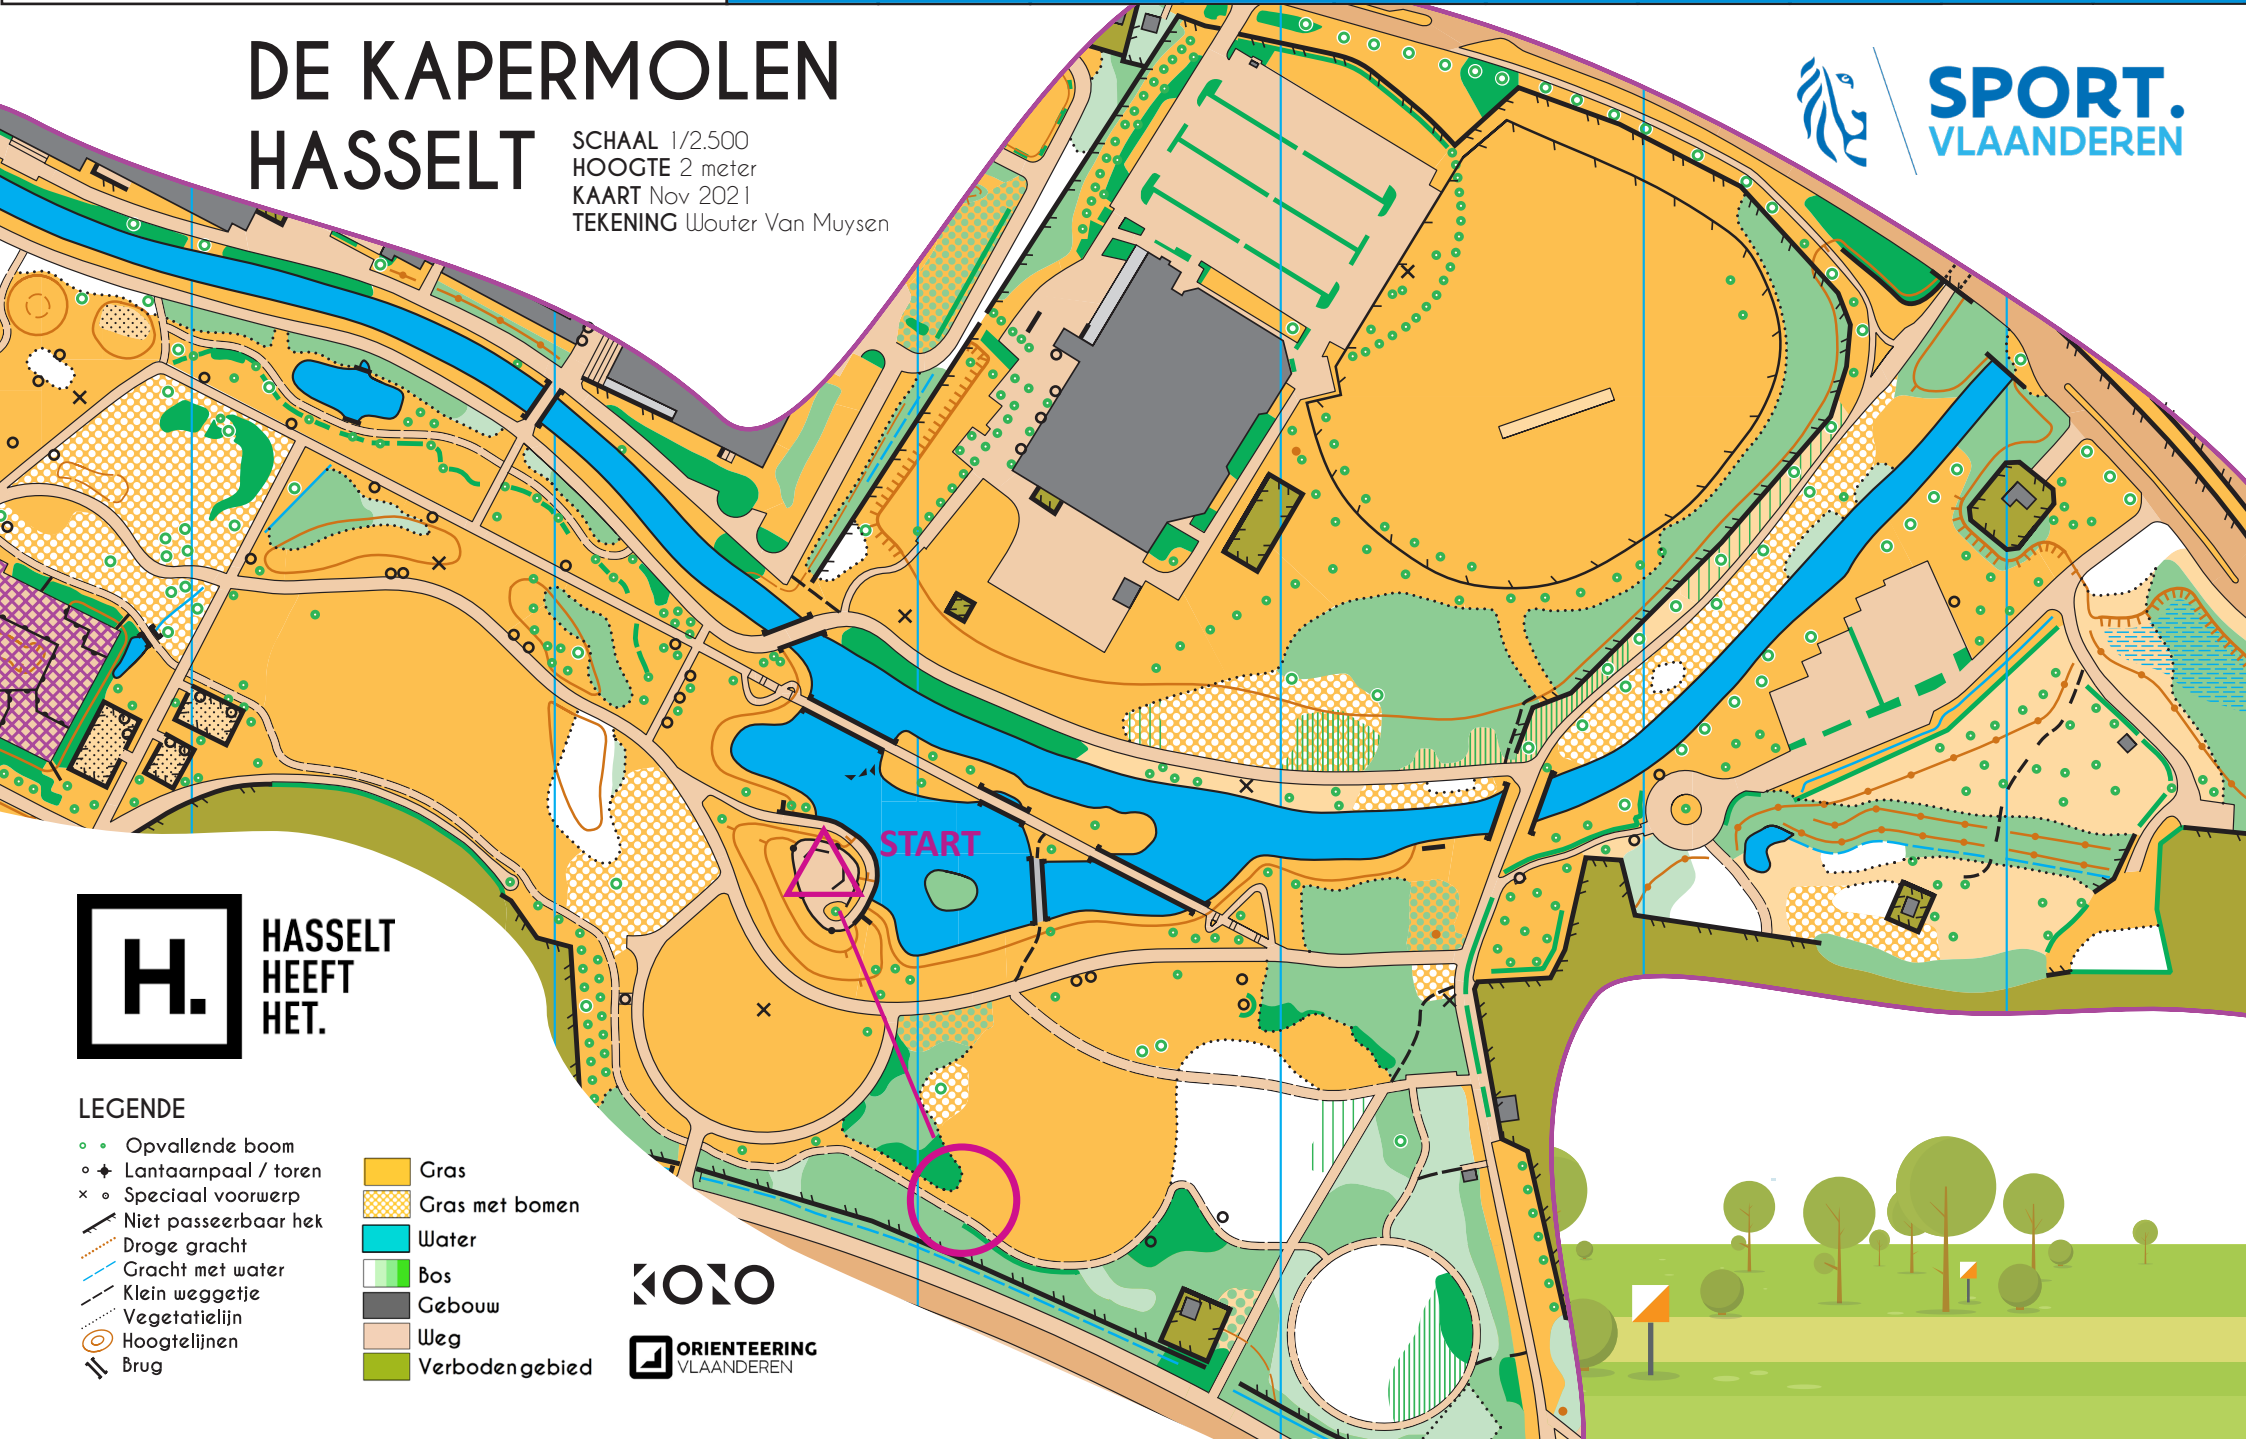 DE KAPERMOLEN
HASSELT
SCHAAL 1/2.500
HOOGTE 2 meter
KAART Nov 2021
TEKENING Wouter Van Muysen
SPORT.
VLAANDEREN
START
H.
HASSELT
HEEFT
HET.
LEGENDE
Opvallende boom
Lantaarnpaal / toren
Speciaal voorwerp
Niet passeerbaar hek
Droge gracht
Gracht met water
Klein weggetje
Vegetatielijn
Hoogtelijnen
Brug
Gras
Gras met bomen
Water
Bos
Gebouw
Weg
Verboden gebied
KONO
ORIENTEERING
VLAANDEREN